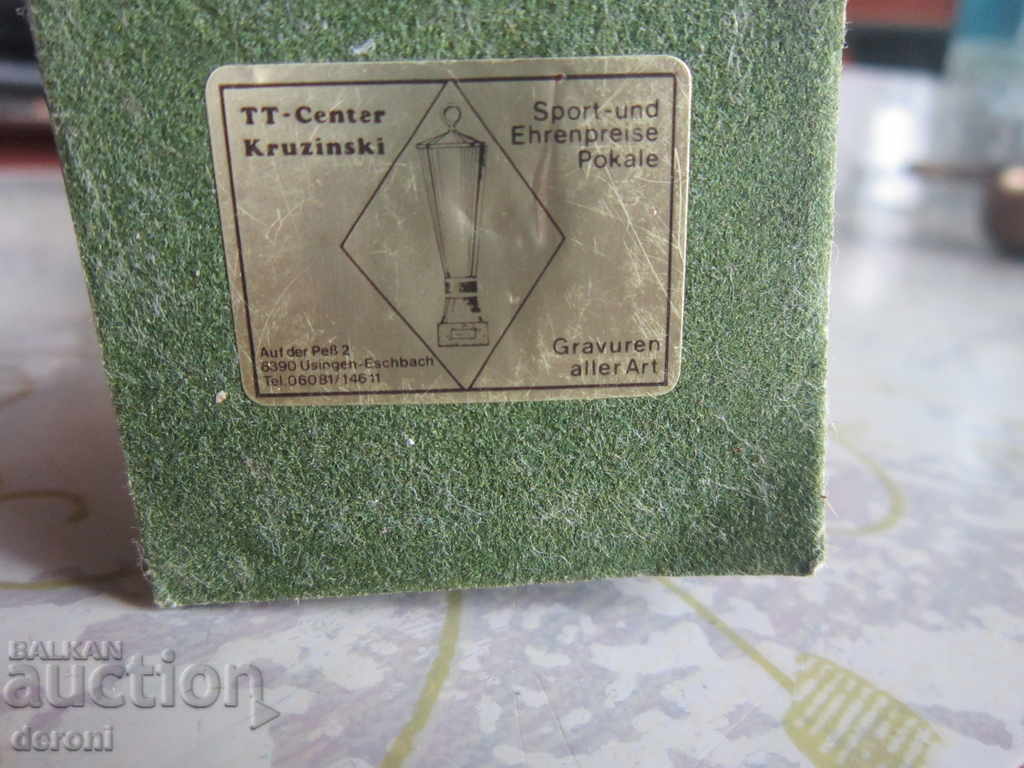 TT-Center
Kruzinski
Sport-und
Ehrenpreise
Pokale
Auf der Peß 2
6390 Usingen-Eschbach
Tel. 06081/14611
Gravuren
aller Art
BALKAN
auction
deroni